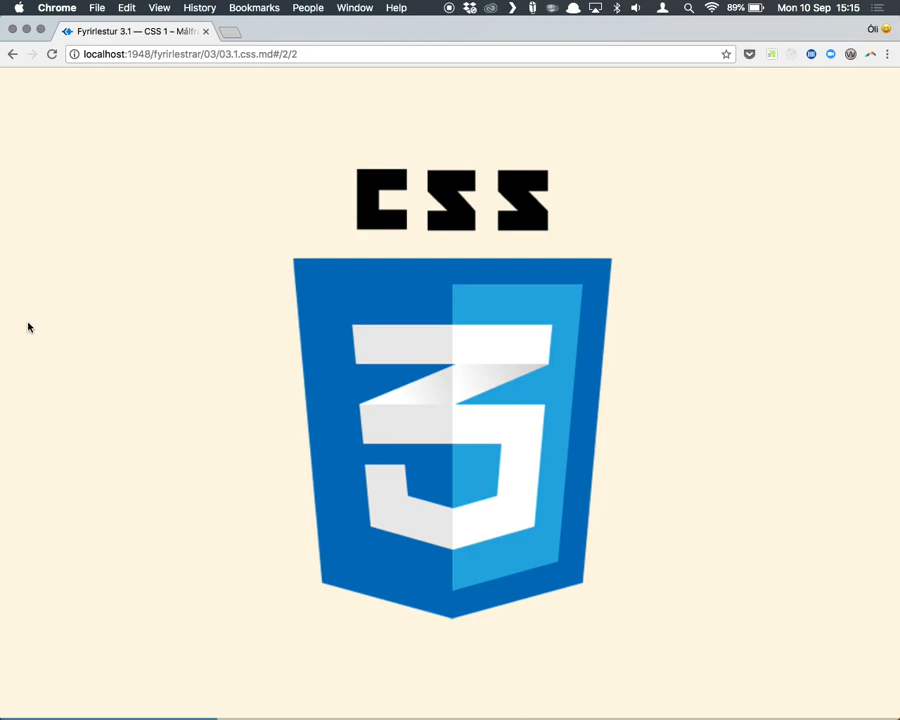 Chrome File Edit View History Bookmarks People Window Help 89% Mon 10 Sep 15:15
Fyrirlestur 3.1 — CSS 1 – Málfr
Óli
localhost:1948/fyrirlestrar/03/03.1.css.md#/2/2
CSS
3